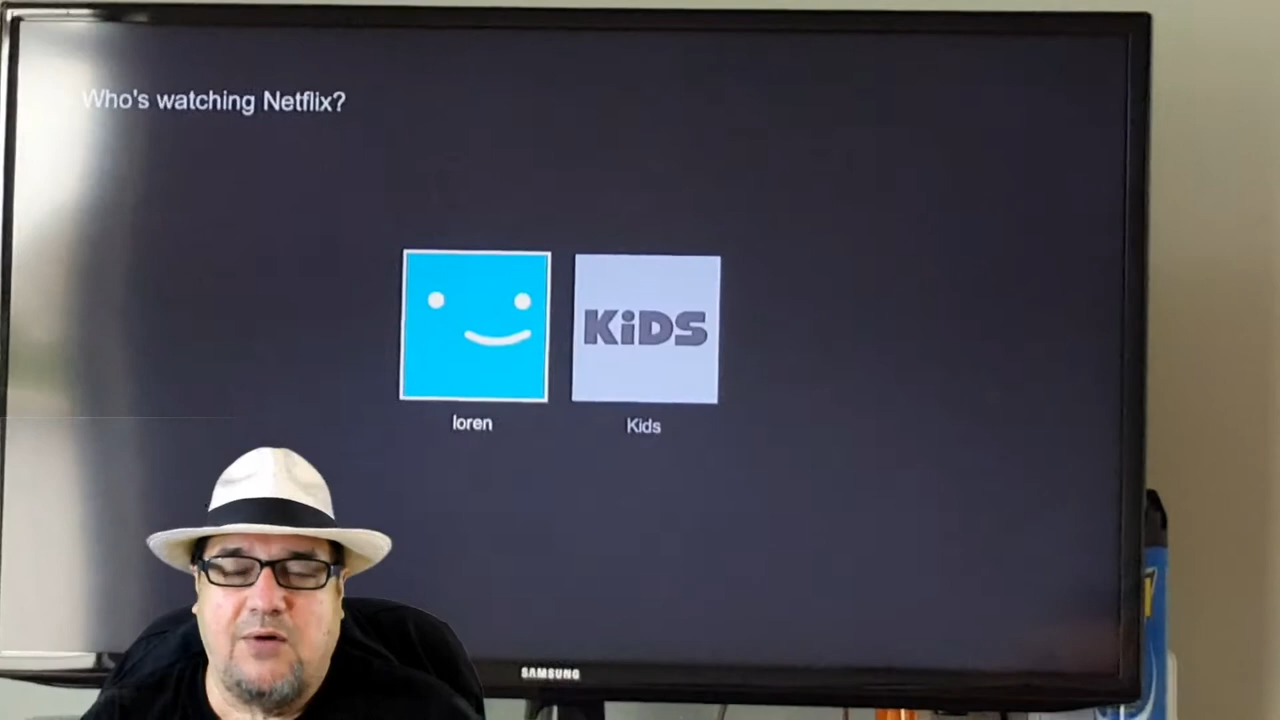 Who's watching Netflix?
KiDS
loren
Kids
SAMSUNG